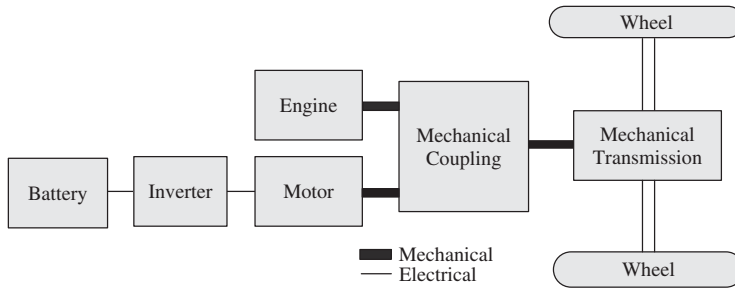 Wheel
Engine
Mechanical
Coupling
Mechanical
Transmission
Battery
Inverter
Motor
Mechanical
Electrical
Wheel